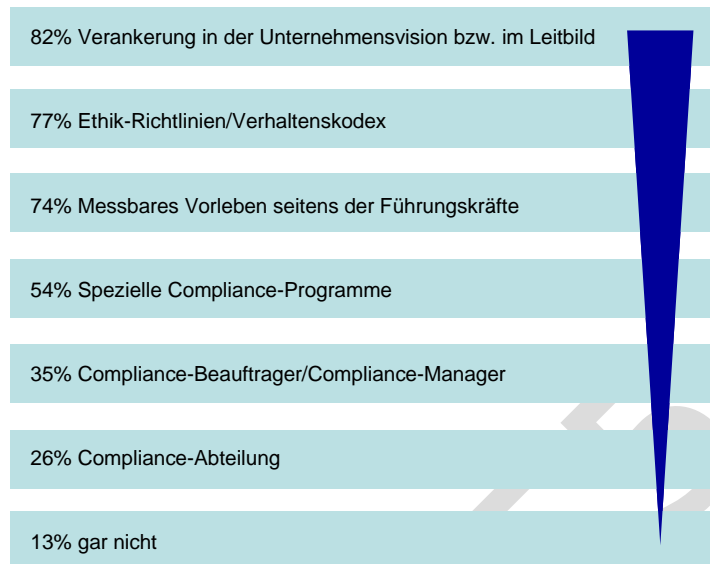 82% Verankerung in der Unternehmensvision bzw. im Leitbild
77% Ethik-Richtlinien/Verhaltenskodex
74% Messbares Vorleben seitens der Führungskräfte
54% Spezielle Compliance-Programme
35% Compliance-Beauftrager/Compliance-Manager
26% Compliance-Abteilung
13% gar nicht